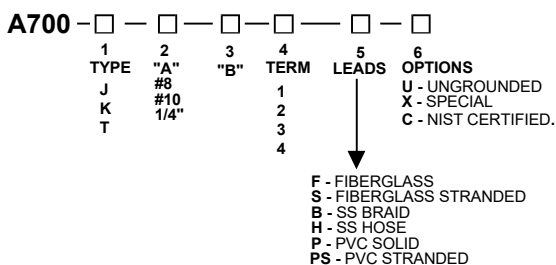 A700 - □ — □ — □ — □ — □ — □
1 2 3 4 5 6
TYPE "A" "B" TERM LEADS OPTIONS
J #8 1 U - UNGROUNDED
K #10 2 X - SPECIAL
T 1/4" 3 C - NIST CERTIFIED.
4
F - FIBERGLASS
S - FIBERGLASS STRANDED
B - SS BRAID
H - SS HOSE
P - PVC SOLID
PS - PVC STRANDED